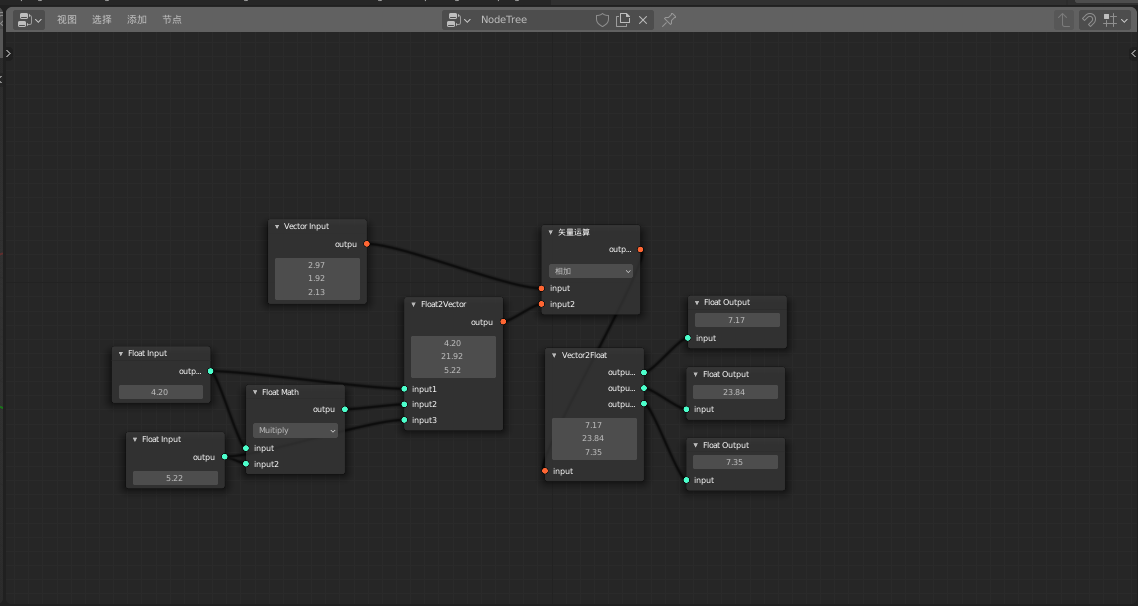 视图 选择 添加 节点 NodeTree
Vector Input
outpu
2.97
1.92
2.13
矢量运算
outp...
相加
input
input2
Float2Vector
outpu
4.20
21.92
5.22
input1
input2
input3
Float Input
outp...
4.20
Float Math
outpu
Muitiply
input
input2
Float Input
outpu
5.22
Vector2Float
outpu...
outpu...
outpu...
7.17
23.84
7.35
input
Float Output
7.17
input
Float Output
23.84
input
Float Output
7.35
input